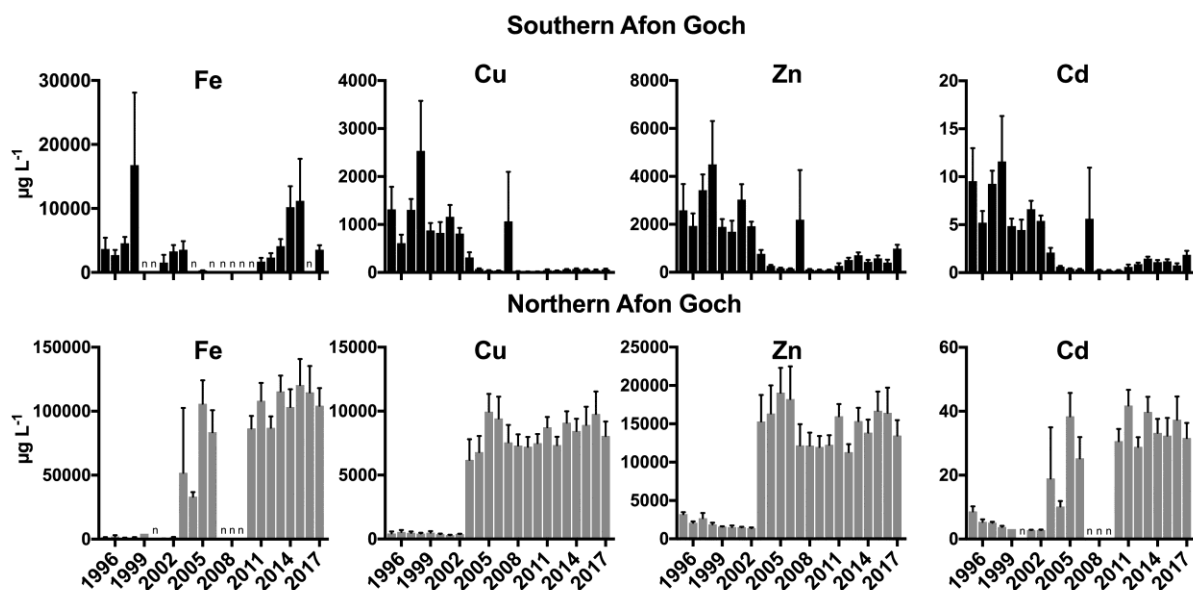 Southern Afon Goch
Fe Cu Zn Cd
30000 4000 8000 20
3000 6000 15
20000
2000 4000 10
10000
1000 2000 5
0 0 0 0
µg L-1
n n n n n n n n n
Northern Afon Goch
Fe Cu Zn Cd
150000 15000 25000 60
20000
100000 10000 40
15000
10000
50000 5000 20
5000
0 0 0 0
µg L-1
n n n n n n n n
1996 1999 2002 2005 2008 2011 2014 2017 1996 1999 2002 2005 2008 2011 2014 2017 1996 1999 2002 2005 2008 2011 2014 2017 1996 1999 2002 2005 2008 2011 2014 2017